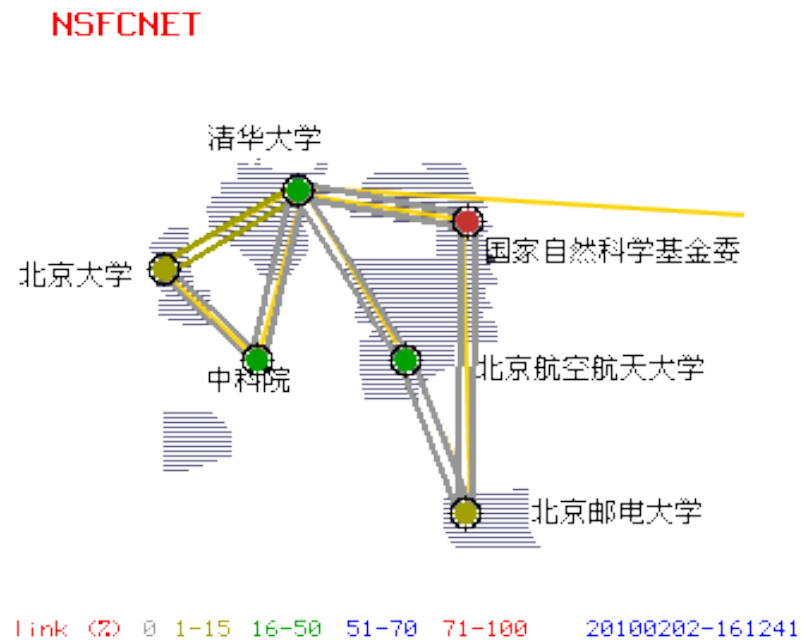 NSFCNET
清华大学
国家自然科学基金委
北京大学
北京航空航天大学
中科院
北京邮电大学
link (%) 0 1-15 16-50 51-70 71-100 20100202-161241